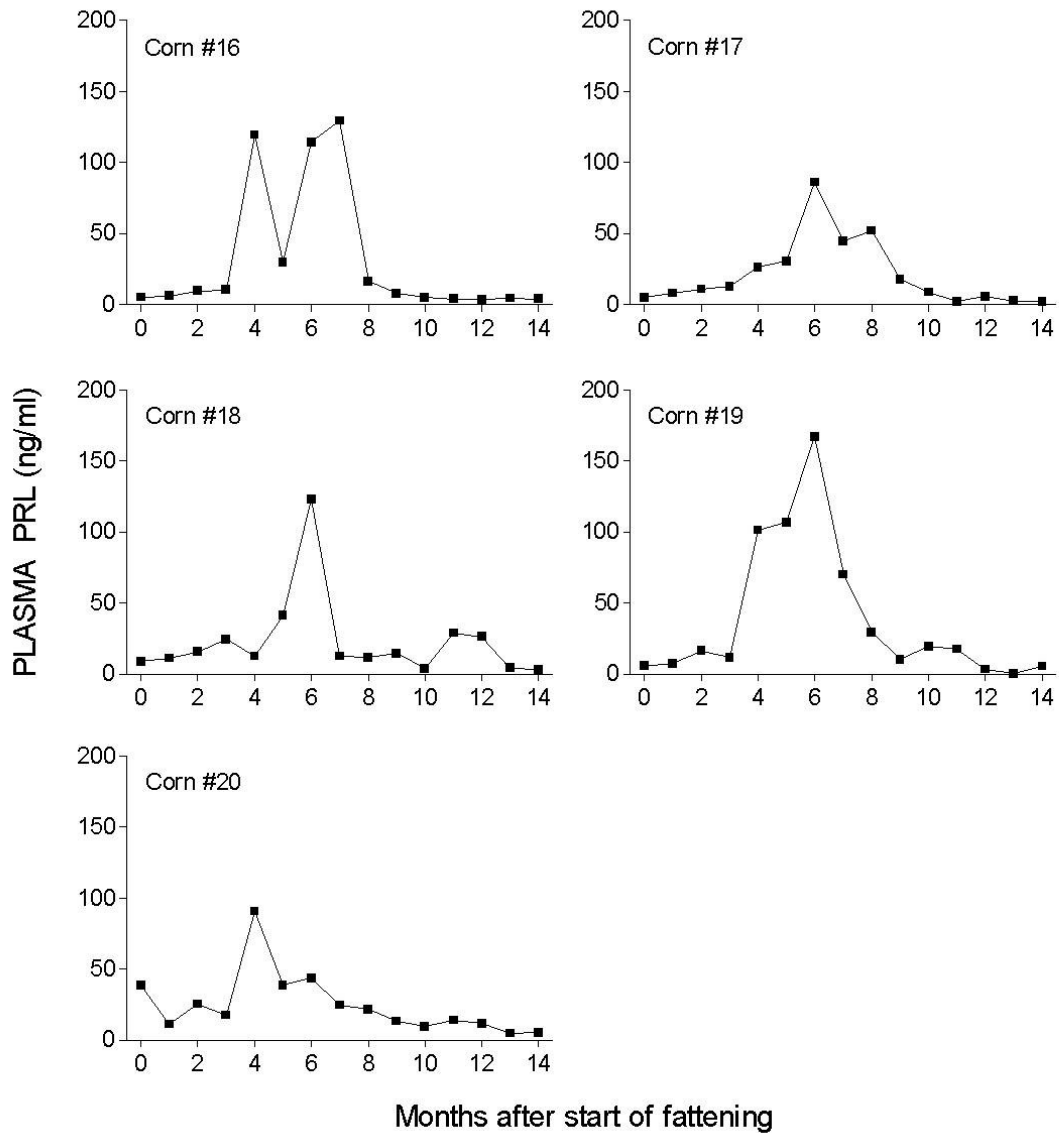 Corn #16
200
150
100
50
0
0 2 4 6 8 10 12 14
Corn #17
200
150
100
50
0
0 2 4 6 8 10 12 14
PLASMA PRL (ng/ml)
Corn #18
200
150
100
50
0
0 2 4 6 8 10 12 14
Corn #19
200
150
100
50
0
0 2 4 6 8 10 12 14
Corn #20
200
150
100
50
0
0 2 4 6 8 10 12 14
Months after start of fattening